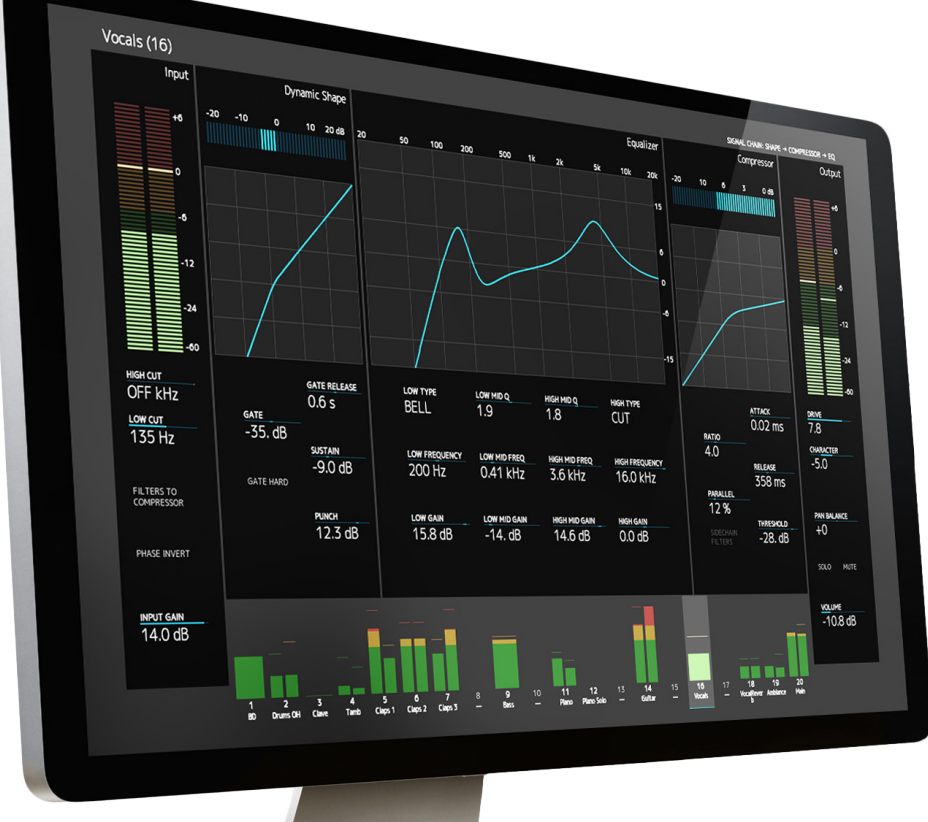 Vocals (16)
Input
+6
0
-6
-12
-24
-60
HIGH CUT
OFF kHz
LOW CUT
135 Hz
FILTERS TO
COMPRESSOR
PHASE INVERT
INPUT GAIN
14.0 dB
Dynamic Shape
-20 -10 0 10 20 dB
GATE RELEASE
0.6 s
GATE
-35. dB
SUSTAIN
-9.0 dB
GATE HARD
PUNCH
12.3 dB
Equalizer
20 50 100 200 500 1k 2k 5k 10k 20k
15
6
0
-6
-15
LOW TYPE
BELL
LOW MID Q
1.9
HIGH MID Q
1.8
HIGH TYPE
CUT
LOW FREQUENCY
200 Hz
LOW MID FREQ
0.41 kHz
HIGH MID FREQ
3.6 kHz
HIGH FREQUENCY
16.0 kHz
LOW GAIN
15.8 dB
LOW MID GAIN
-14. dB
HIGH MID GAIN
14.6 dB
HIGH GAIN
0.0 dB
SIGNAL CHAIN: SHAPE → COMPRESSOR → EQ
Compressor
-20 10 6 3 0 dB
ATTACK
0.02 ms
RATIO
4.0
RELEASE
358 ms
PARALLEL
12 %
THRESHOLD
-28. dB
SIDECHAIN
FILTERS
Output
+6
0
-6
-12
-24
-60
DRIVE
7.8
CHARACTER
-5.0
PAN BALANCE
+0
SOLO MUTE
VOLUME
-10.8 dB
1 2 3 4 5 6 7 8 9 10 11 12 13 14 15 16 17 18 19 20
BD Drums OH Clave Tamb Claps 1 Claps 2 Claps 3 – Bass – Piano Piano Solo – Guitar – Vocals – VocalRever Ambiance Main
b